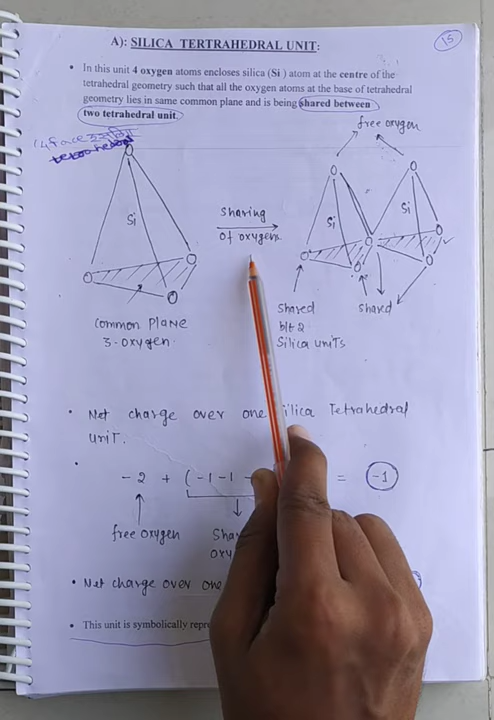 15
A): SILICA TERTRAHEDRAL UNIT:
• In this unit 4 oxygen atoms encloses silica (Si ) atom at the centre of the
tetrahedral geometry such that all the oxygen atoms at the base of tetrahedral
geometry lies in same common plane and is being shared between
two tetrahedral unit.
free oxygen
Si
sharing
of oxygens
Si
Si
common plane
3-oxygen
shared
blt 2
Silica units
shared
• Net charge over one silica Tetrahedral
unit.
• -2 + (-1 -1 = -1
free oxygen
• Net charge over one
• This unit is symbolically